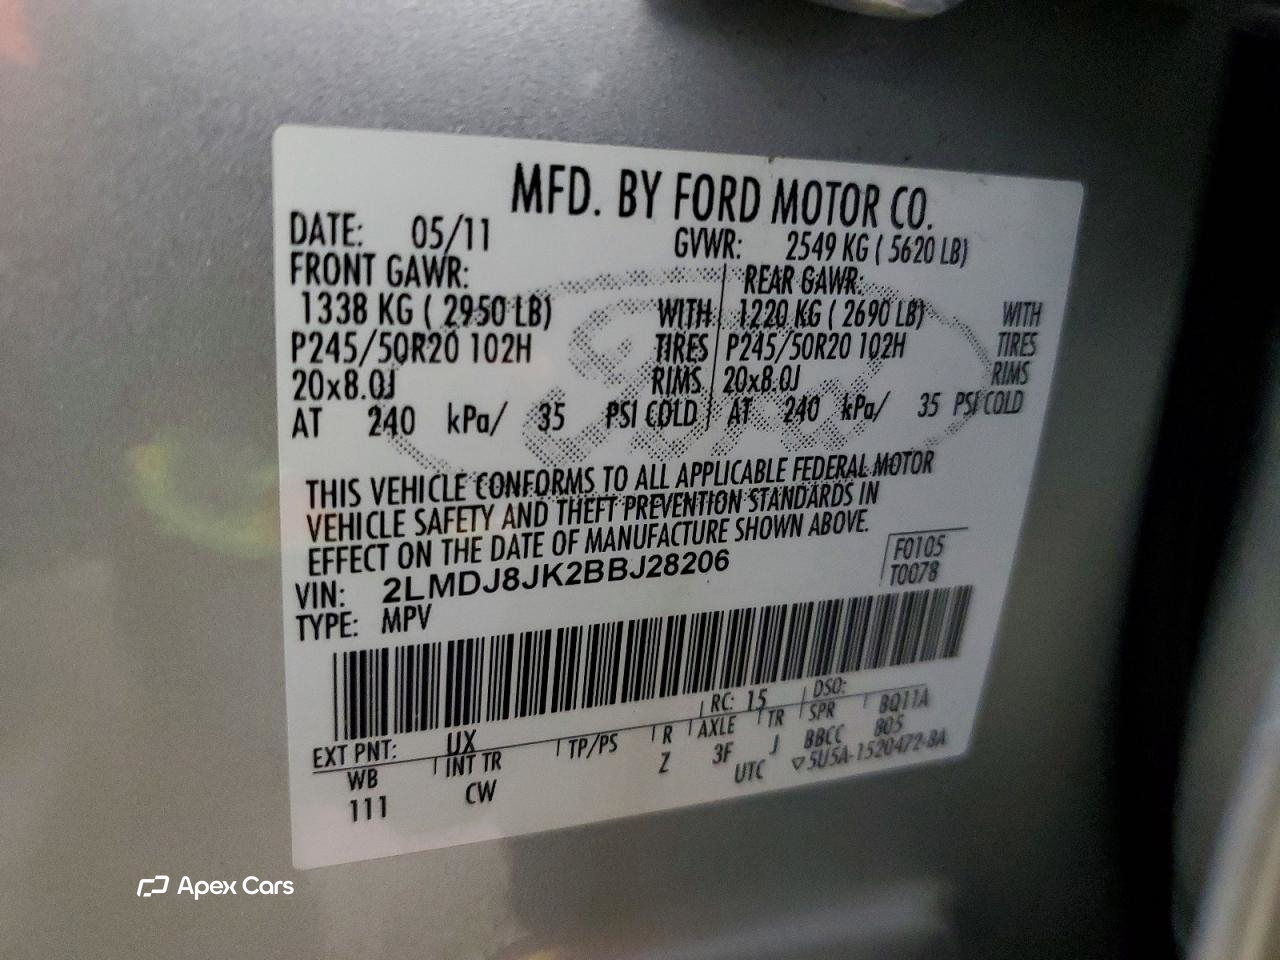 MFD. BY FORD MOTOR CO.
DATE: 05/11 GVWR: 2549 KG ( 5620 LB)
FRONT GAWR: REAR GAWR:
1338 KG ( 2950 LB) WITH 1220 KG ( 2690 LB) WITH
P245/50R20 102H TIRES P245/50R20 102H TIRES
20x8.0J RIMS 20x8.0J RIMS
AT 240 kPa/ 35 PSI COLD AT 240 kPa/ 35 PSI COLD
THIS VEHICLE CONFORMS TO ALL APPLICABLE FEDERAL MOTOR
VEHICLE SAFETY AND THEFT PREVENTION STANDARDS IN
EFFECT ON THE DATE OF MANUFACTURE SHOWN ABOVE.
VIN: 2LMDJ8JK2BBJ28206 F0105
TYPE: MPV T0078
EXT PNT: UX RC: 15 DSO:
WB INT TR TP/PS R AXLE TR SPR BQ11A
111 CW Z 3F J BBCC 805
UTC ▽5U5A-1520472-BA
Apex Cars